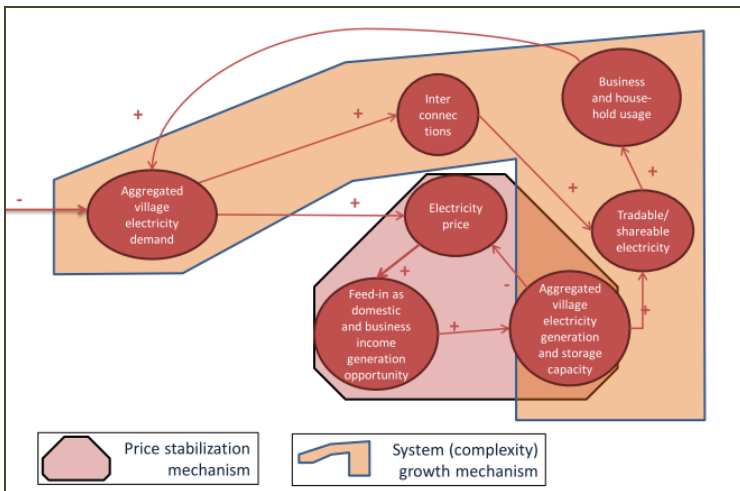 Business
and house-
hold usage
+
+
Inter
connec
tions
+
+
+
-
Aggregated
village
electricity
demand
+
Electricity
price
Tradable/
shareable
electricity
+
-
Feed-in as
domestic
and business
income
generation
opportunity
+
Aggregated
village
electricity
generation
and storage
capacity
+
Price stabilization
mechanism
System (complexity)
growth mechanism